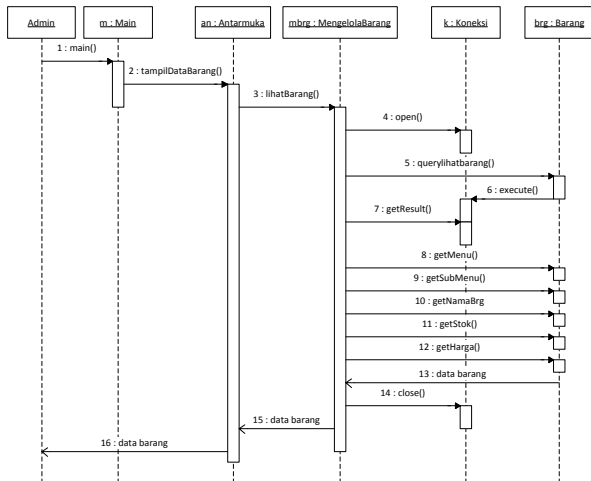 Admin
m : Main
an : Antarmuka
mbrg : MengelolaBarang
k : Koneksi
brg : Barang
1 : main()
2 : tampilDataBarang()
3 : lihatBarang()
4 : open()
5 : querylihatbarang()
6 : execute()
7 : getResult()
8 : getMenu()
9 : getSubMenu()
10 : getNamaBrg
11 : getStok()
12 : getHarga()
13 : data barang
14 : close()
15 : data barang
16 : data barang